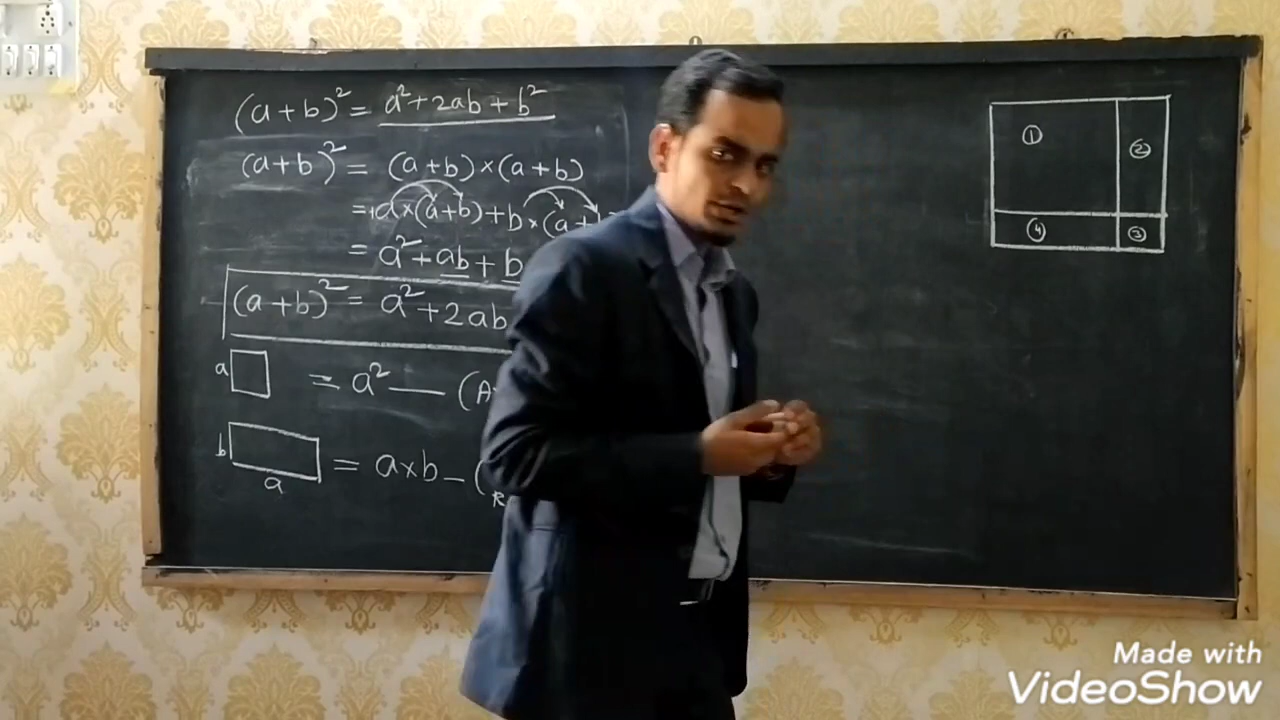 (a+b)² = a²+2ab+b²
(a+b)² = (a+b)×(a+b)
= a×(a+b)+b×(a+
= a²+ab+b
(a+b)² = a²+2ab
a
= a² — (A
b
a
= a×b – (
R
①
②
④
③
Made with
VideoShow